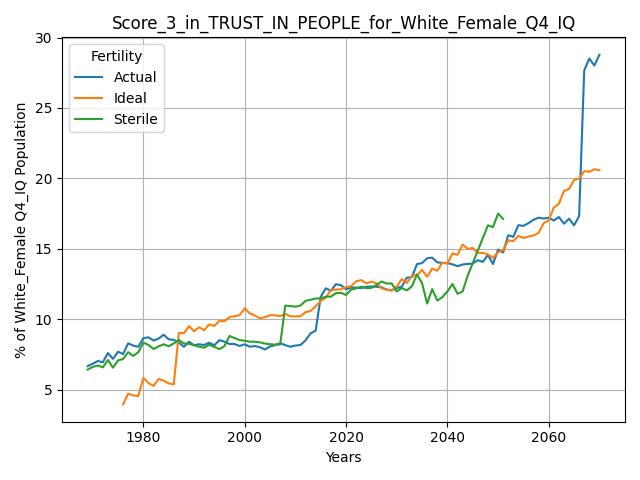 Score_3_in_TRUST_IN_PEOPLE_for_White_Female_Q4_IQ
Fertility
Actual
Ideal
Sterile
% of White_Female Q4_IQ Population
30
25
20
15
10
5
1980 2000 2020 2040 2060
Years